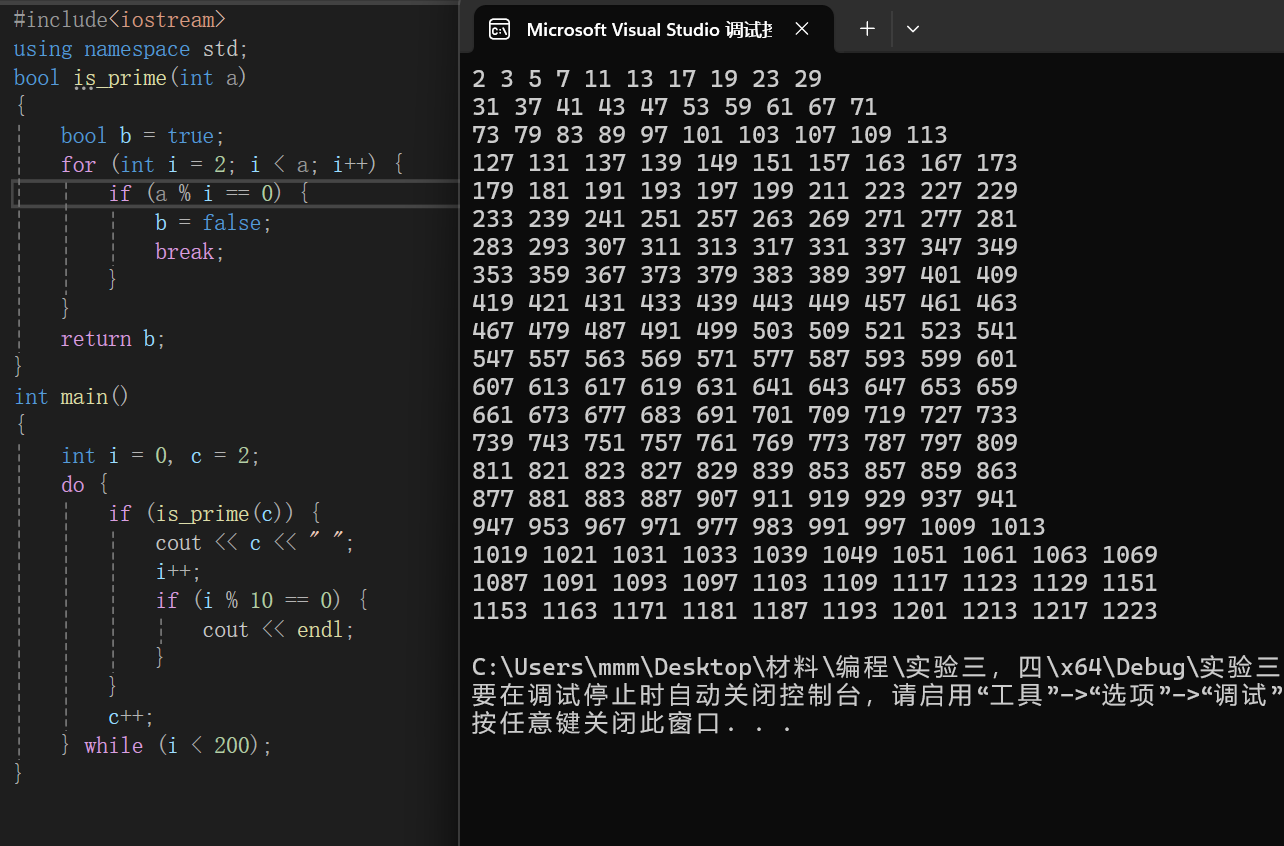 #include<iostream>
using namespace std;
bool is_prime(int a)
{
bool b = true;
for (int i = 2; i < a; i++) {
if (a % i == 0) {
b = false;
break;
}
}
return b;
}
int main()
{
int i = 0, c = 2;
do {
if (is_prime(c)) {
cout << c << " ";
i++;
if (i % 10 == 0) {
cout << endl;
}
}
c++;
} while (i < 200);
}
Microsoft Visual Studio 调试
2 3 5 7 11 13 17 19 23 29
31 37 41 43 47 53 59 61 67 71
73 79 83 89 97 101 103 107 109 113
127 131 137 139 149 151 157 163 167 173
179 181 191 193 197 199 211 223 227 229
233 239 241 251 257 263 269 271 277 281
283 293 307 311 313 317 331 337 347 349
353 359 367 373 379 383 389 397 401 409
419 421 431 433 439 443 449 457 461 463
467 479 487 491 499 503 509 521 523 541
547 557 563 569 571 577 587 593 599 601
607 613 617 619 631 641 643 647 653 659
661 673 677 683 691 701 709 719 727 733
739 743 751 757 761 769 773 787 797 809
811 821 823 827 829 839 853 857 859 863
877 881 883 887 907 911 919 929 937 941
947 953 967 971 977 983 991 997 1009 1013
1019 1021 1031 1033 1039 1049 1051 1061 1063 1069
1087 1091 1093 1097 1103 1109 1117 1123 1129 1151
1153 1163 1171 1181 1187 1193 1201 1213 1217 1223
C:\Users\mmm\Desktop\材料\编程\实验三，四\x64\Debug\实验三
要在调试停止时自动关闭控制台，请启用“工具”->“选项”->“调试”
按任意键关闭此窗口. . .